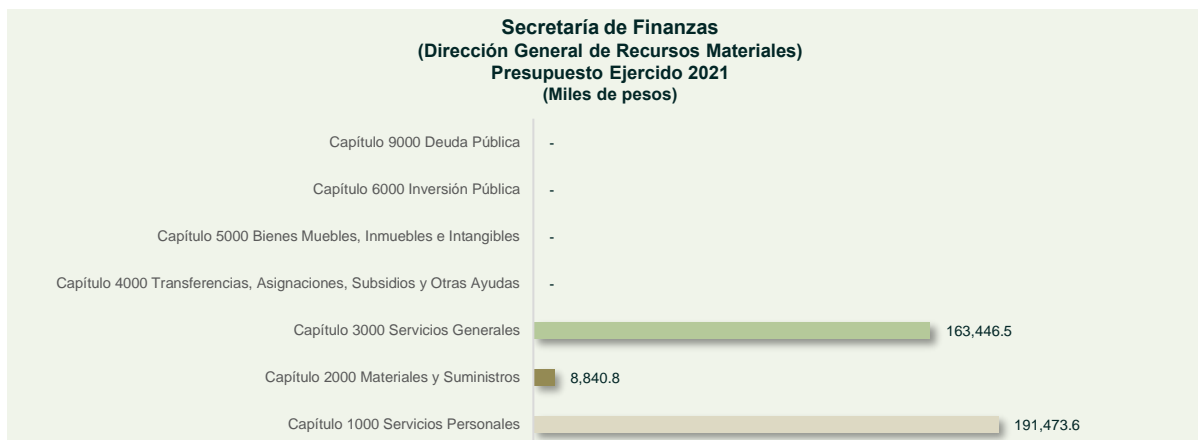 Secretaría de Finanzas
(Dirección General de Recursos Materiales)
Presupuesto Ejercido 2021
(Miles de pesos)
Capítulo 9000 Deuda Pública -
Capítulo 6000 Inversión Pública -
Capítulo 5000 Bienes Muebles, Inmuebles e Intangibles -
Capítulo 4000 Transferencias, Asignaciones, Subsidios y Otras Ayudas -
Capítulo 3000 Servicios Generales 163,446.5
Capítulo 2000 Materiales y Suministros 8,840.8
Capítulo 1000 Servicios Personales 191,473.6